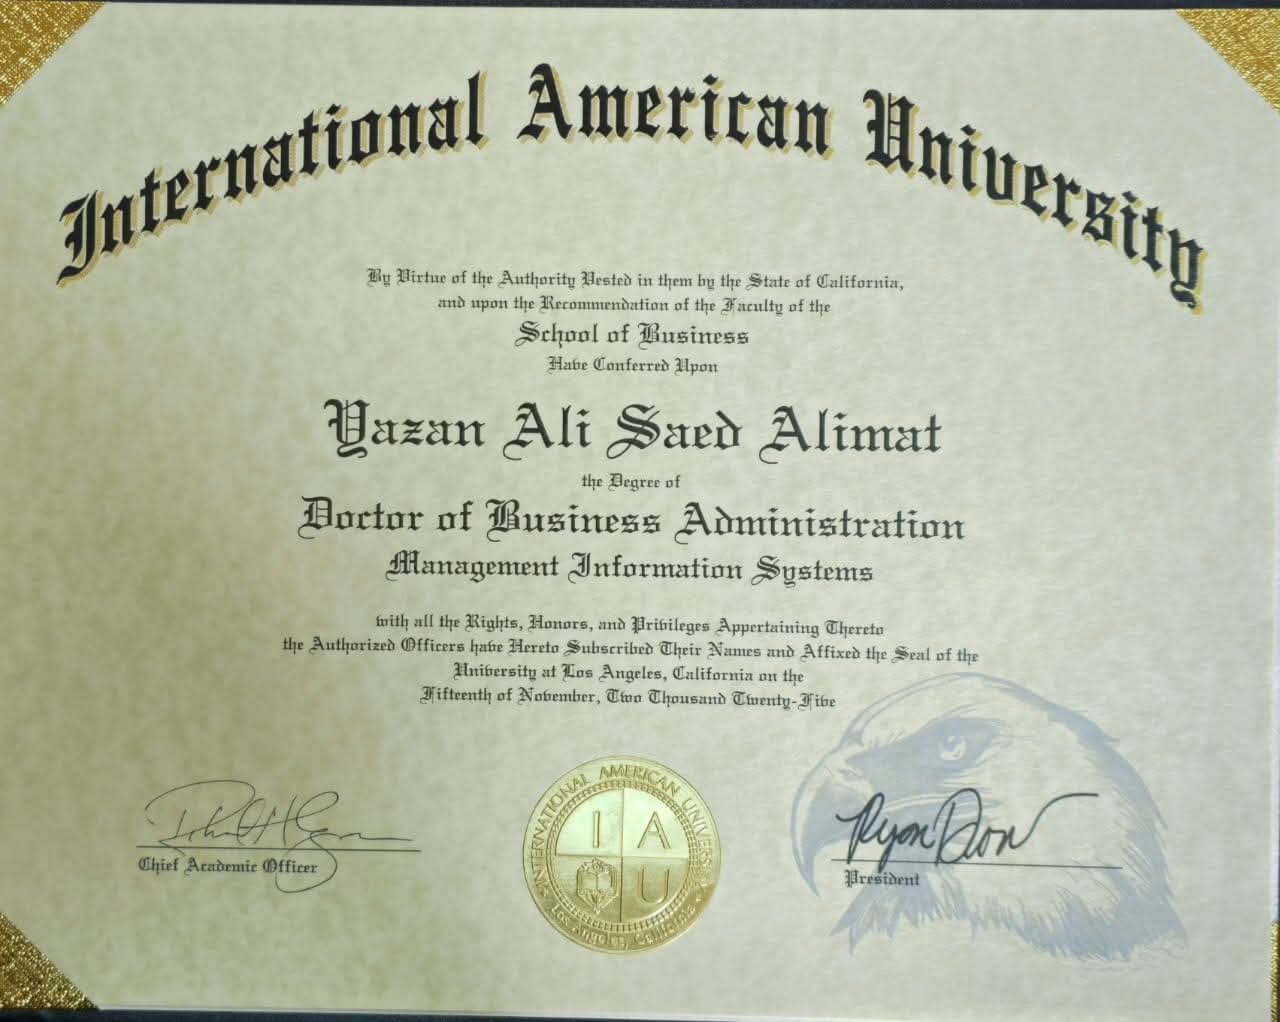 International American University
By Virtue of the Authority Vested in them by the State of California,
and upon the Recommendation of the Faculty of the
School of Business
Have Conferred Upon
Yazan Ali Saed Alimat
the Degree of
Doctor of Business Administration
Management Information Systems
with all the Rights, Honors, and Privileges Appertaining Thereto
the Authorized Officers have Hereto Subscribed Their Names and Affixed the Seal of the
University at Los Angeles, California on the
Fifteenth of November, Two Thousand Twenty-Five
INTERNATIONAL AMERICAN UNIVERSITY
I A
U
Los Angeles, California
Chief Academic Officer
President